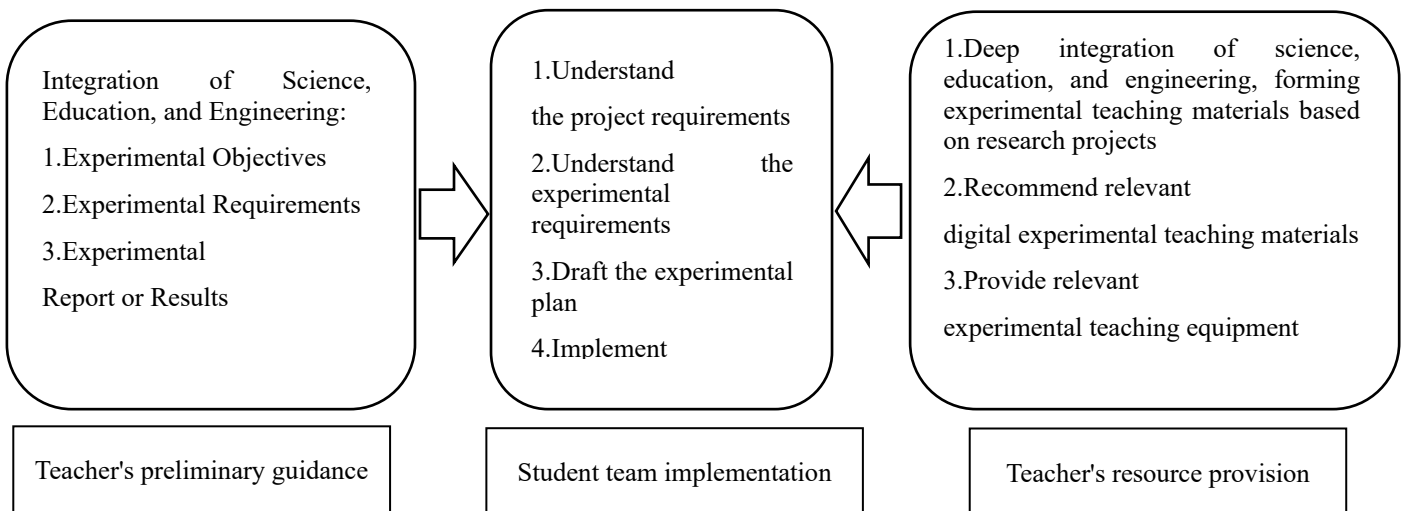 Integration of Science,
Education, and Engineering:
1.Experimental Objectives
2.Experimental Requirements
3.Experimental
Report or Results
1.Understand
the project requirements
2.Understand the
experimental
requirements
3.Draft the experimental
plan
4.Implement
1.Deep integration of science,
education, and engineering, forming
experimental teaching materials based
on research projects
2.Recommend relevant
digital experimental teaching materials
3.Provide relevant
experimental teaching equipment
Teacher's preliminary guidance
Student team implementation
Teacher's resource provision